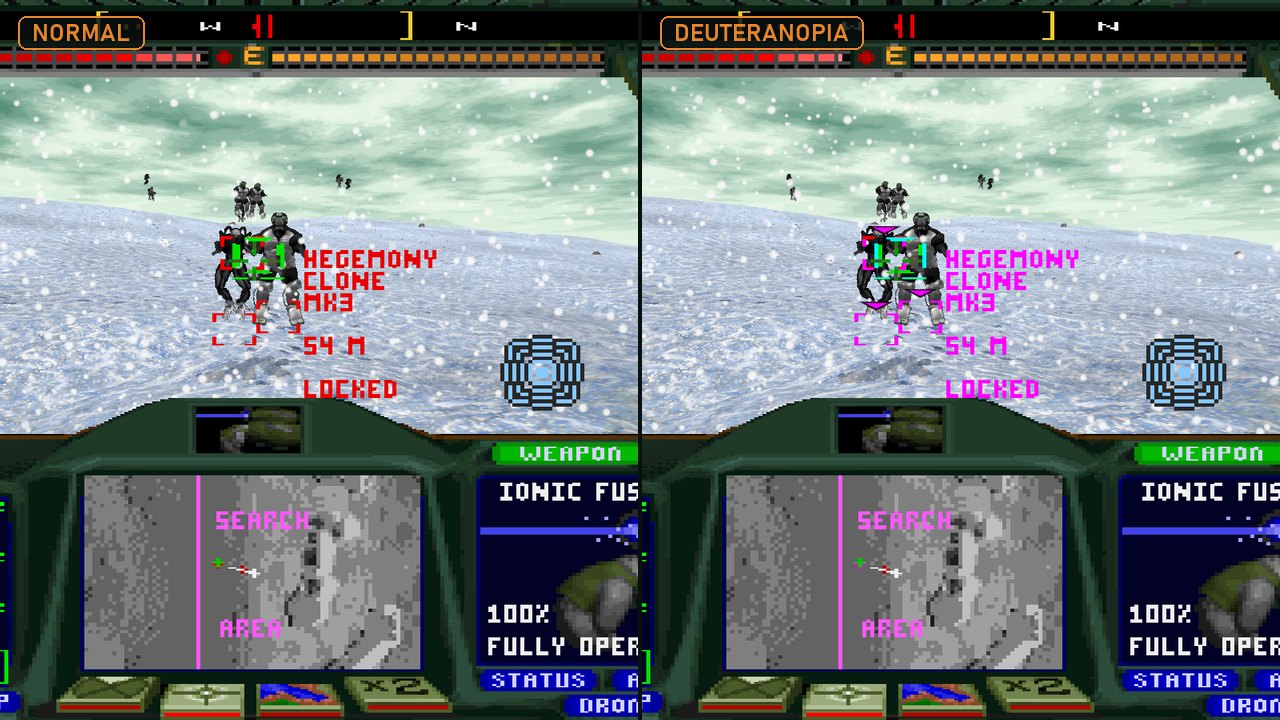 NORMAL
W
N
E
HEGEMONY
CLONE
MK3
54 M
LOCKED
WEAPON
IONIC FUS
SEARCH
AREA
100%
FULLY OPER
STATUS
A
X2
P
DRON
DEUTERANOPIA
N
E
HEGEMONY
CLONE
MK3
54 M
LOCKED
WEAPON
IONIC FUS
SEARCH
AREA
100%
FULLY OPER
STATUS
A
X2
P
DRON